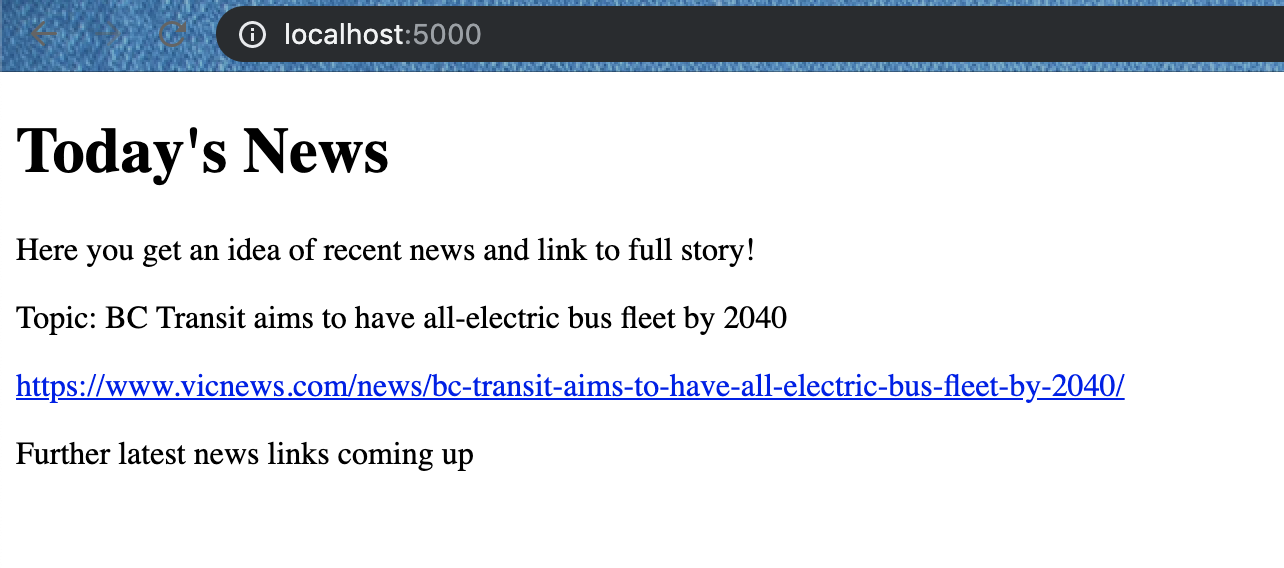 localhost:5000
Today's News
Here you get an idea of recent news and link to full story!
Topic: BC Transit aims to have all-electric bus fleet by 2040
https://www.vicnews.com/news/bc-transit-aims-to-have-all-electric-bus-fleet-by-2040/
Further latest news links coming up